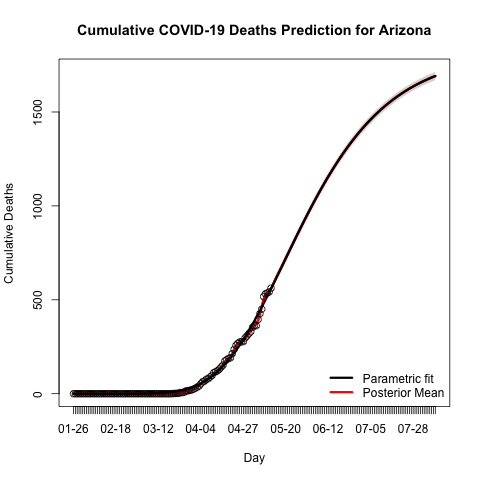 Cumulative COVID-19 Deaths Prediction for Arizona
Cumulative Deaths
1500
1000
500
0
Parametric fit
Posterior Mean
01-26 02-18 03-12 04-04 04-27 05-20 06-12 07-05 07-28
Day